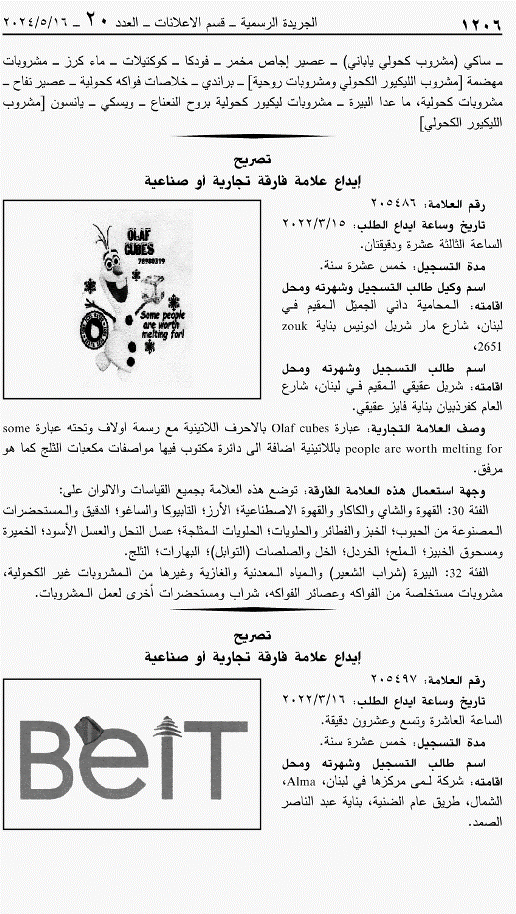 ١٢٠٦ الجريدة الرسمية ـ قسم الاعلانات ـ العدد ٢٠ ـ ٢٠٢٤/٥/١٦
ـ ساكي (مشروب كحولي ياباني) ـ عصير إجاص مخمر ـ فودكا ـ كوكتيلات ـ ماء كرز ـ مشروبات
مهضمة [مشروب الليكيور الكحولي ومشروبات روحية] ـ براندي ـ خلاصات فواكه كحولية ـ عصير تفاح ـ
مشروبات كحولية، ما عدا البيرة ـ مشروبات ليكيور كحولية بروح النعناع ـ ويسكي ـ يانسون [مشروب
الليكيور الكحولي]
تصريح
إيداع علامة فارقة تجارية أو صناعية
رقم العلامة: ٢٠٥٤٨٦
تاريخ وساعة ايداع الطلب: ٢٠٢٢/٣/١٥
الساعة الثالثة عشرة ودقيقتان.
مدة التسجيل: خمس عشرة سنة.
اسم وكيل طالب التسجيل وشهرته ومحل
اقامته: المحامية داني الجميّل المقيم في
لبنان، شارع مار شربل ادونيس بناية zouk
2651،
اسم طالب التسجيل وشهرته ومحل
اقامته: شربل عقيقي المقيم في لبنان، شارع
العام كفرذبيان بناية فايز عقيقي.
OLAF
CUBES
78980319
Some people
are worth
melting for!
وصف العلامة التجارية: عبارة Olaf cubes بالاحرف اللاتينية مع رسمة اولاف وتحته عبارة some
people are worth melting for باللاتينية اضافة الى دائرة مكتوب فيها مواصفات مكعبات الثلج كما هو
مرفق.
وجهة استعمال هذه العلامة الفارقة: توضع هذه العلامة بجميع القياسات والالوان على:
الفئة 30: القهوة والشاي والكاكاو والقهوة الاصطناعية؛ الأرز؛ التابيوكا والساغو؛ الدقيق والمستحضرات
المصنوعة من الحبوب؛ الخبز والفطائر والحلويات؛ الحلويات المثلجة؛ عسل النحل والعسل الأسود؛ الخميرة
ومسحوق الخبيز؛ الملح؛ الخردل؛ الخل والصلصات (التوابل)؛ البهارات؛ الثلج.
الفئة 32: البيرة (شراب الشعير) والمياه المعدنية والغازية وغيرها من المشروبات غير الكحولية،
مشروبات مستخلصة من الفواكه وعصائر الفواكه، شراب ومستحضرات أخرى لعمل المشروبات.
تصريح
إيداع علامة فارقة تجارية أو صناعية
رقم العلامة: ٢٠٥٤٩٧
تاريخ وساعة ايداع الطلب: ٢٠٢٢/٣/١٦
الساعة العاشرة وتسع وعشرون دقيقة.
مدة التسجيل: خمس عشرة سنة.
اسم طالب التسجيل وشهرته ومحل
اقامته: شركة لمى مركزها في لبنان، Alma،
الشمال، طريق عام الضنية، بناية عبد الناصر
الصمد.
BeiT